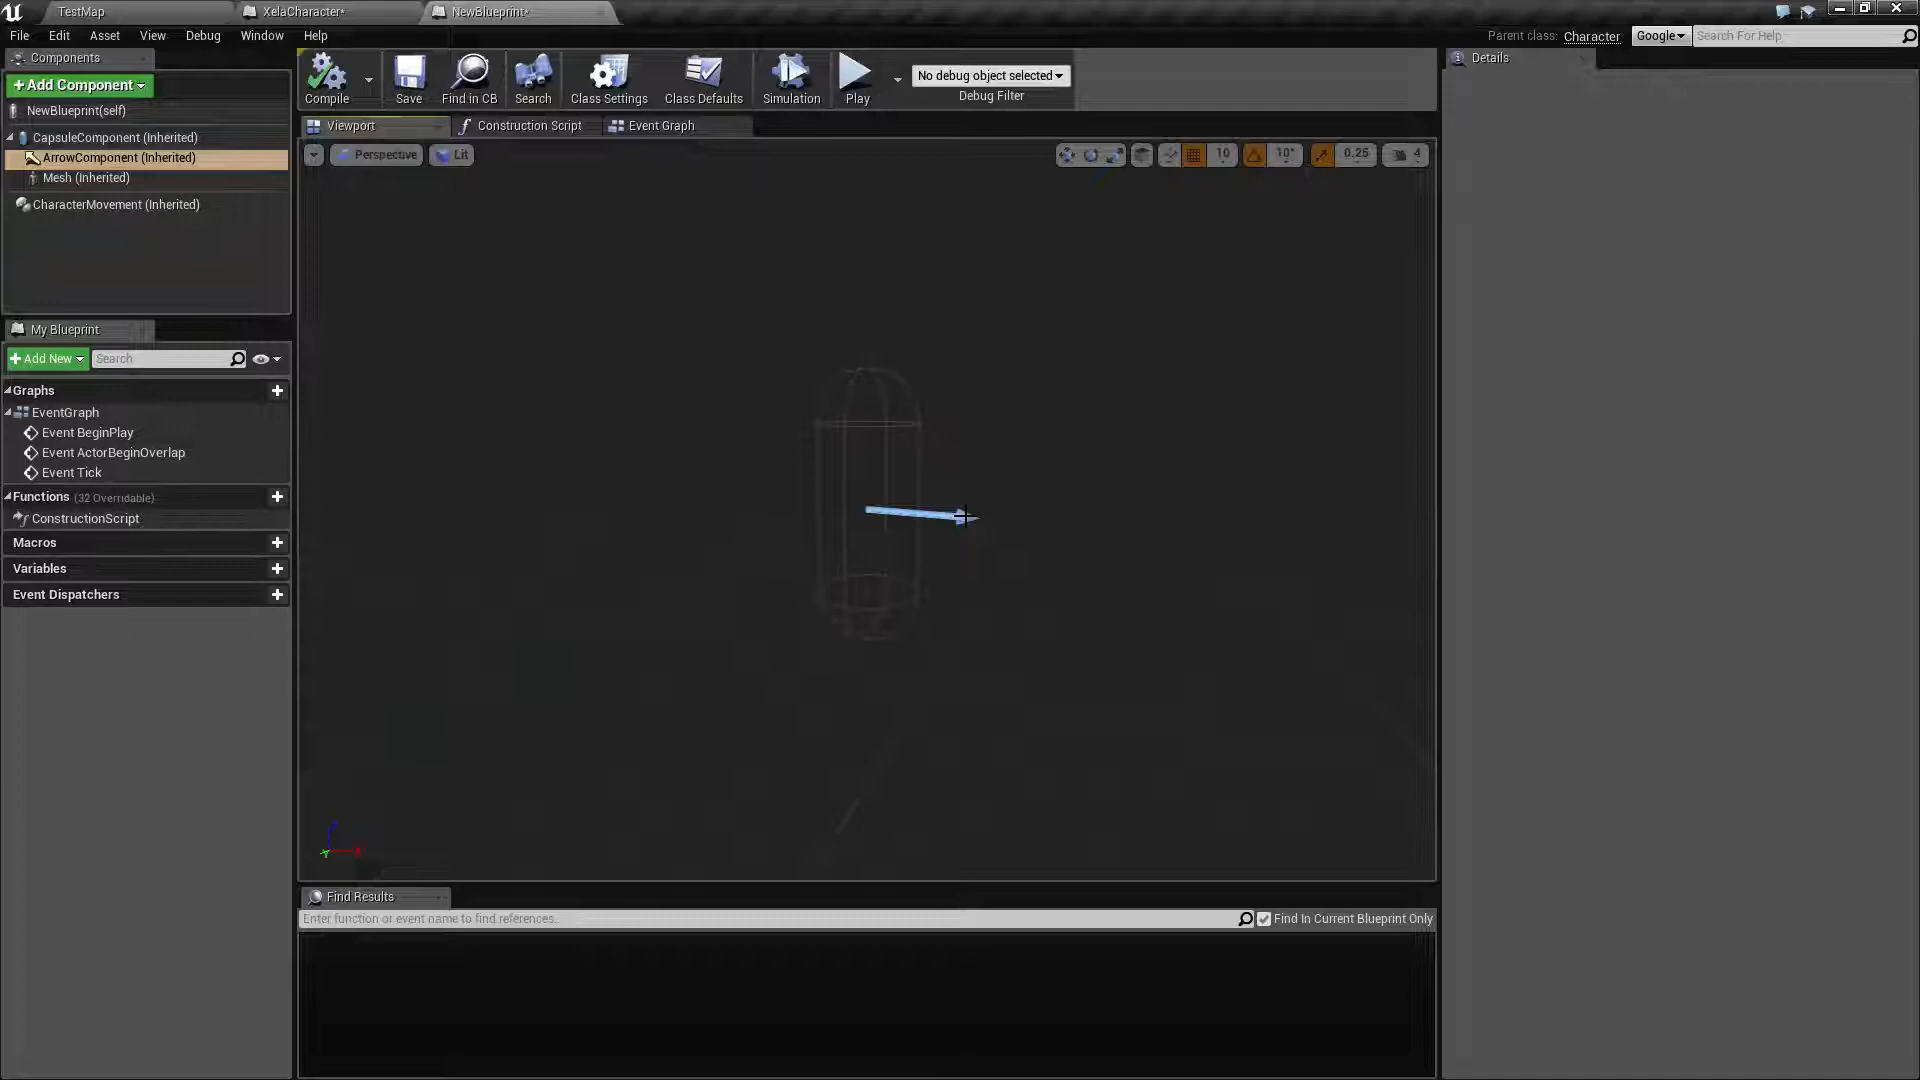 TestMap
XelaCharacter*
NewBlueprint*
File Edit Asset View Debug Window Help
Parent class: Character
Google
Search For Help
Components
+ Add Component
NewBlueprint(self)
CapsuleComponent (Inherited)
ArrowComponent (Inherited)
Mesh (Inherited)
CharacterMovement (Inherited)
Compile
Save
Find in CB
Search
Class Settings
Class Defaults
Simulation
Play
No debug object selected
Debug Filter
Viewport
Construction Script
Event Graph
Perspective
Lit
10
10°
0.25
4
Details
My Blueprint
+ Add New
Search
Graphs
EventGraph
Event BeginPlay
Event ActorBeginOverlap
Event Tick
Functions (32 Overridable)
ConstructionScript
Macros
Variables
Event Dispatchers
Z
Y
X
Find Results
Enter function or event name to find references...
Find In Current Blueprint Only